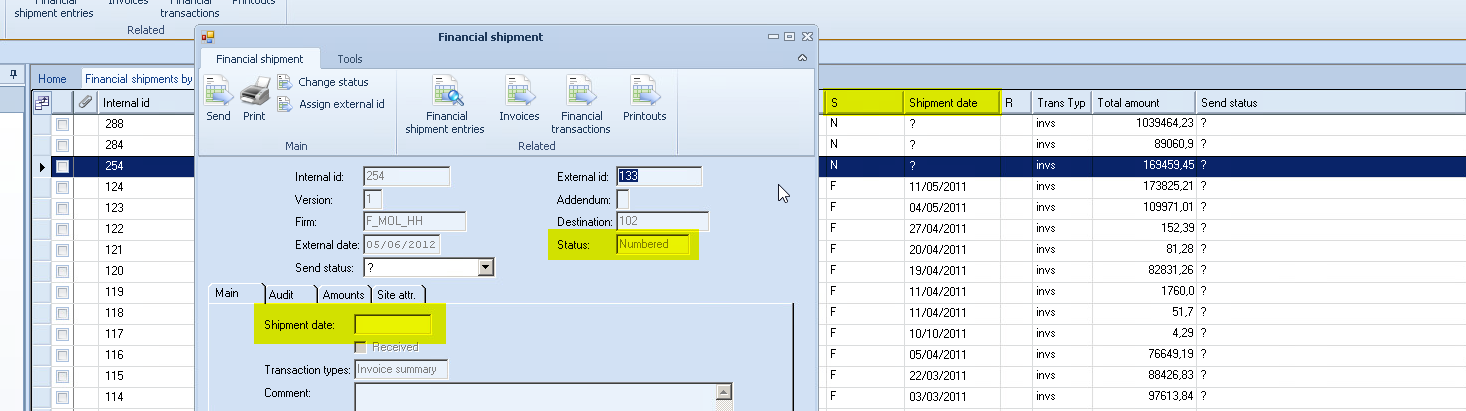 Financial Invoices Financial Printouts
shipment entries transactions
Related
Financial shipment
Home Financial shipments by
Financial shipment Tools
Send Print Change status
Assign external id
Financial shipment entries Invoices Financial transactions Printouts
Main Related
Internal id S Shipment date R Trans Typ Total amount Send status
288 N ? invs 1039464,23 ?
284 N ? invs 89060,9 ?
254 N ? invs 169459,45 ?
124 F 11/05/2011 invs 173825,21 ?
123 F 04/05/2011 invs 109971,01 ?
122 F 27/04/2011 invs 152,39 ?
121 F 20/04/2011 invs 81,28 ?
120 F 19/04/2011 invs 82831,26 ?
119 F 11/04/2011 invs 1760,0 ?
118 F 11/04/2011 invs 51,7 ?
117 F 10/10/2011 invs 4,29 ?
116 F 05/04/2011 invs 76649,19 ?
115 F 22/03/2011 invs 88426,83 ?
114 F 03/03/2011 invs 97613,84 ?
Internal id: 254 External id: 133
Version: 1 Addendum:
Firm: F_MOL_HH Destination: 102
External date: 05/06/2012 Status: Numbered
Send status: ?
Main Audit Amounts Site attr.
Shipment date:
Received
Transaction types: Invoice summary
Comment: